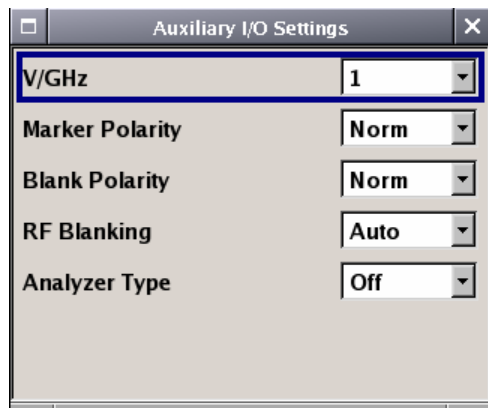 Auxiliary I/O Settings
V/GHz 1
Marker Polarity Norm
Blank Polarity Norm
RF Blanking Auto
Analyzer Type Off